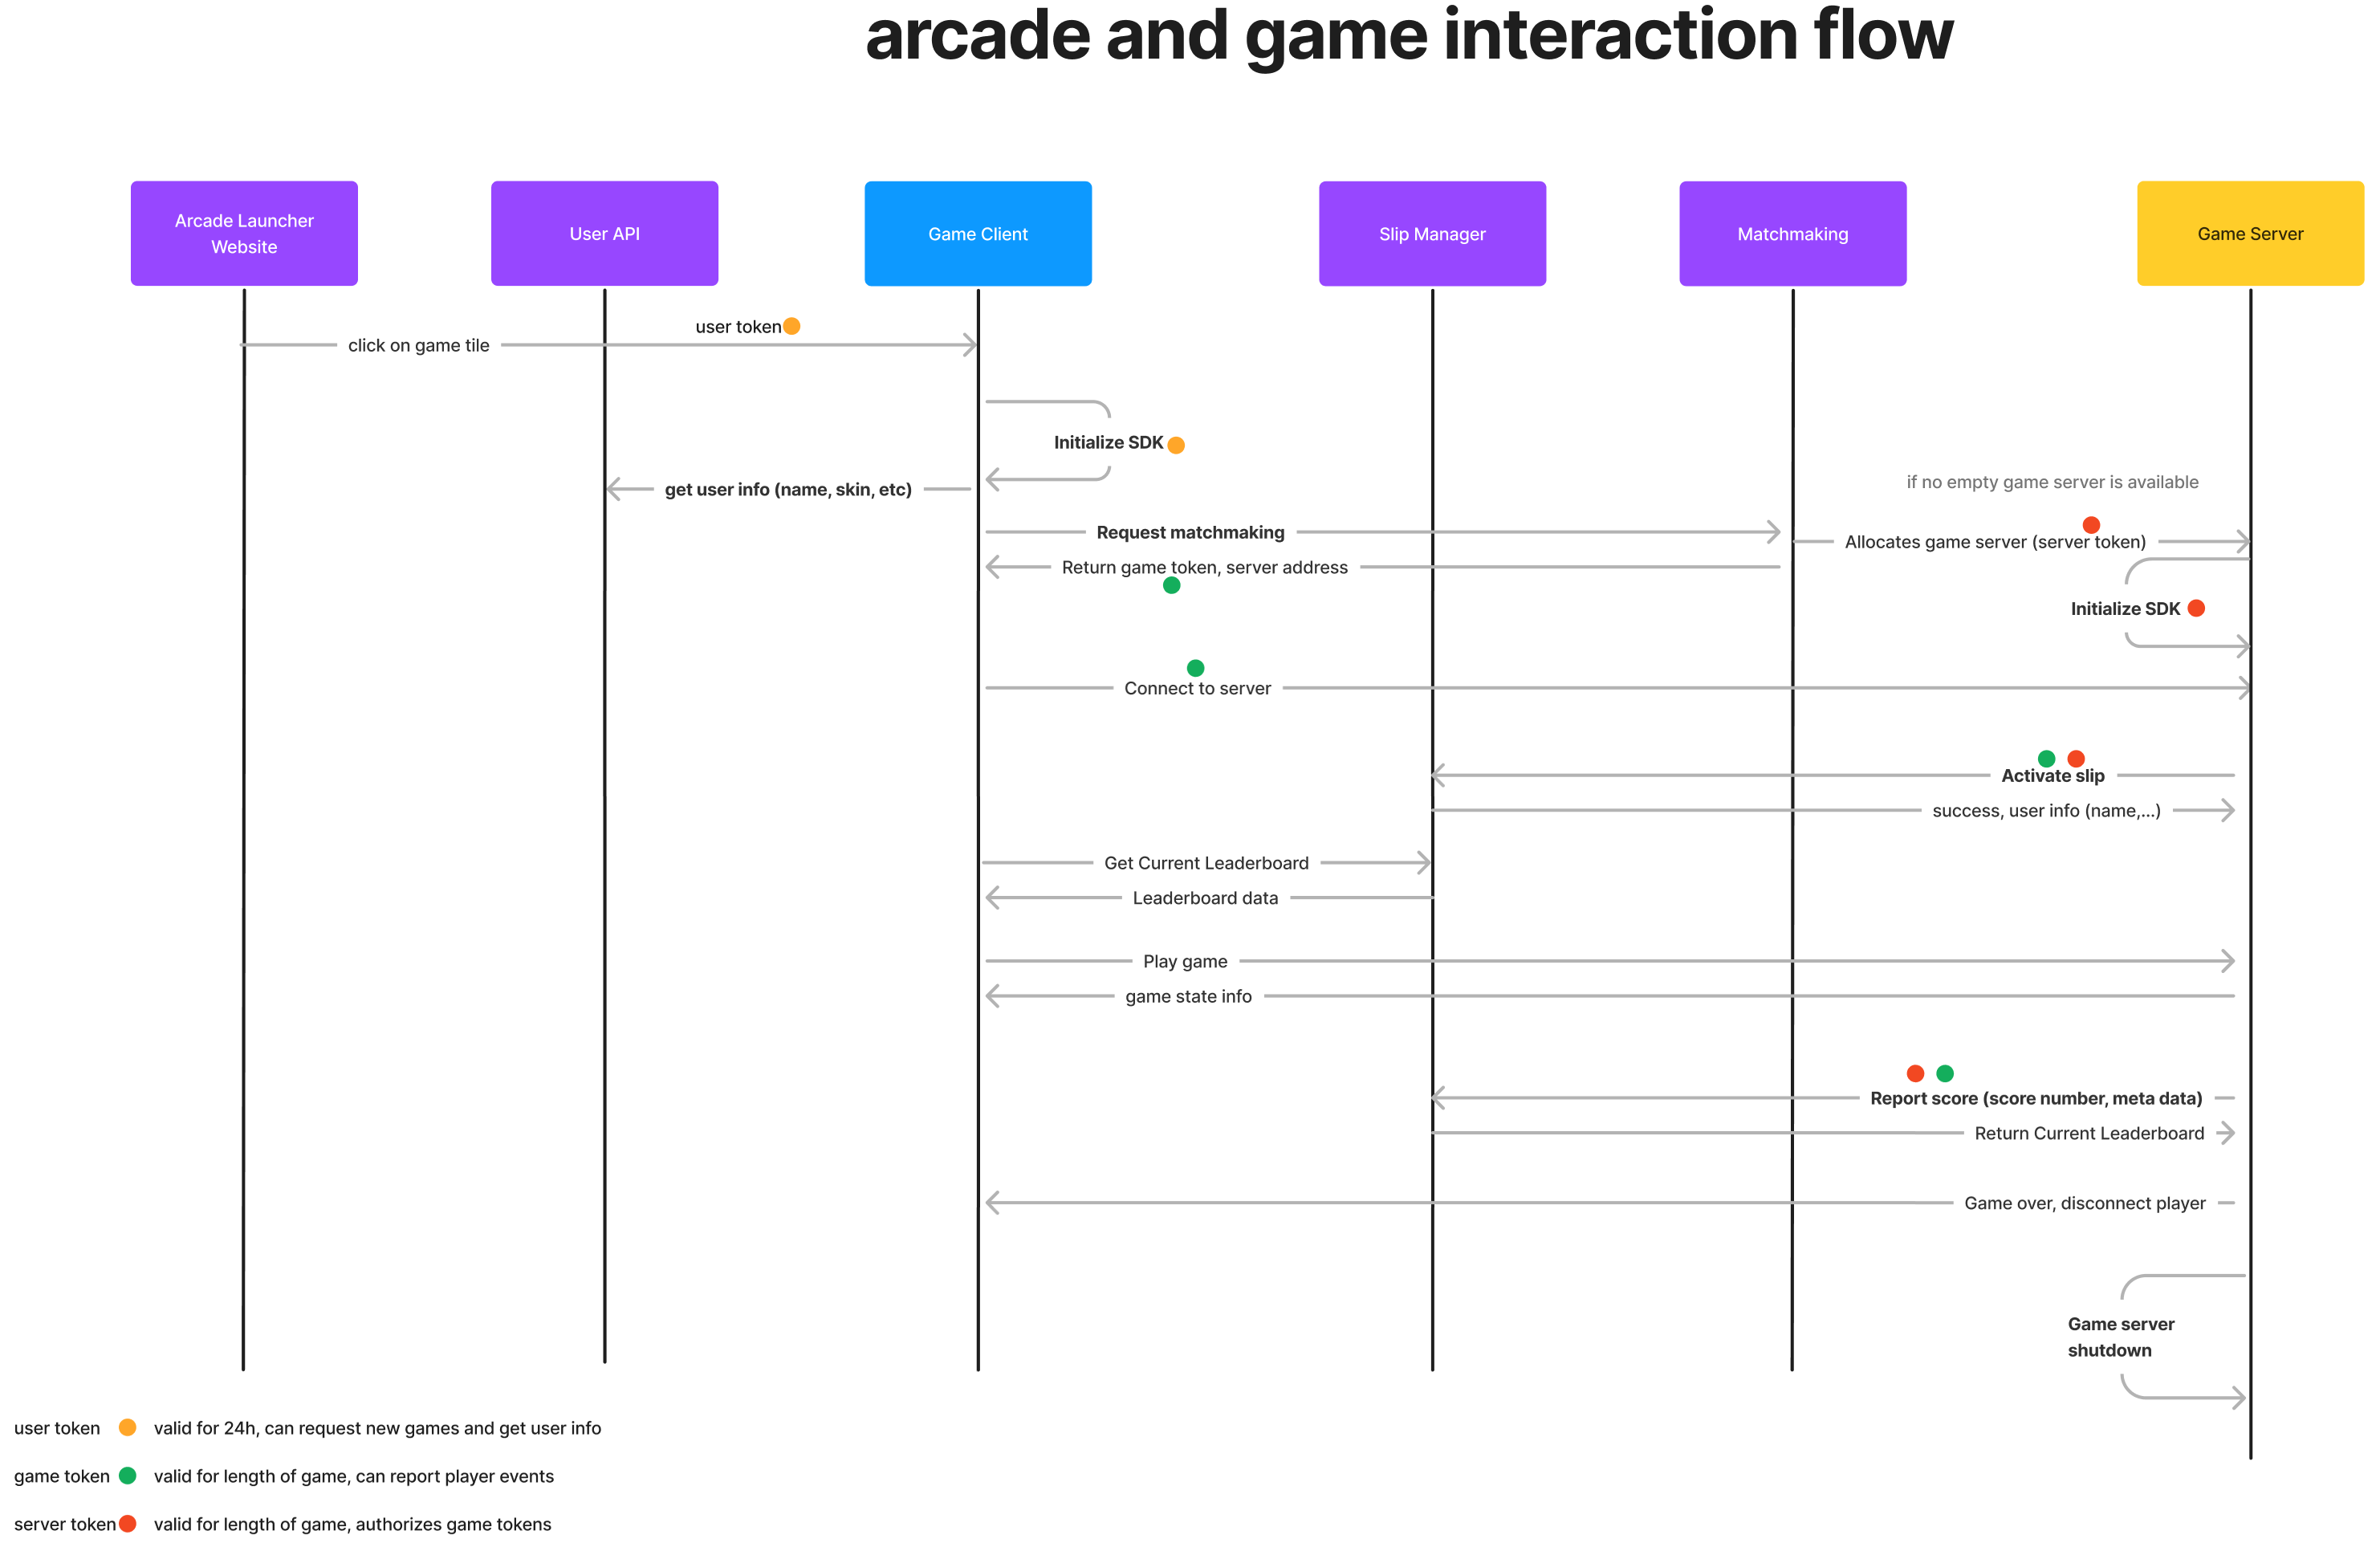 arcade and game interaction flow
Arcade Launcher
Website
User API
Game Client
Slip Manager
Matchmaking
Game Server
user token
click on game tile
Initialize SDK
get user info (name, skin, etc)
if no empty game server is available
Request matchmaking
Allocates game server (server token)
Return game token, server address
Initialize SDK
Connect to server
Activate slip
success, user info (name,...)
Get Current Leaderboard
Leaderboard data
Play game
game state info
Report score (score number, meta data)
Return Current Leaderboard
Game over, disconnect player
Game server
shutdown
user token valid for 24h, can request new games and get user info
game token valid for length of game, can report player events
server token valid for length of game, authorizes game tokens